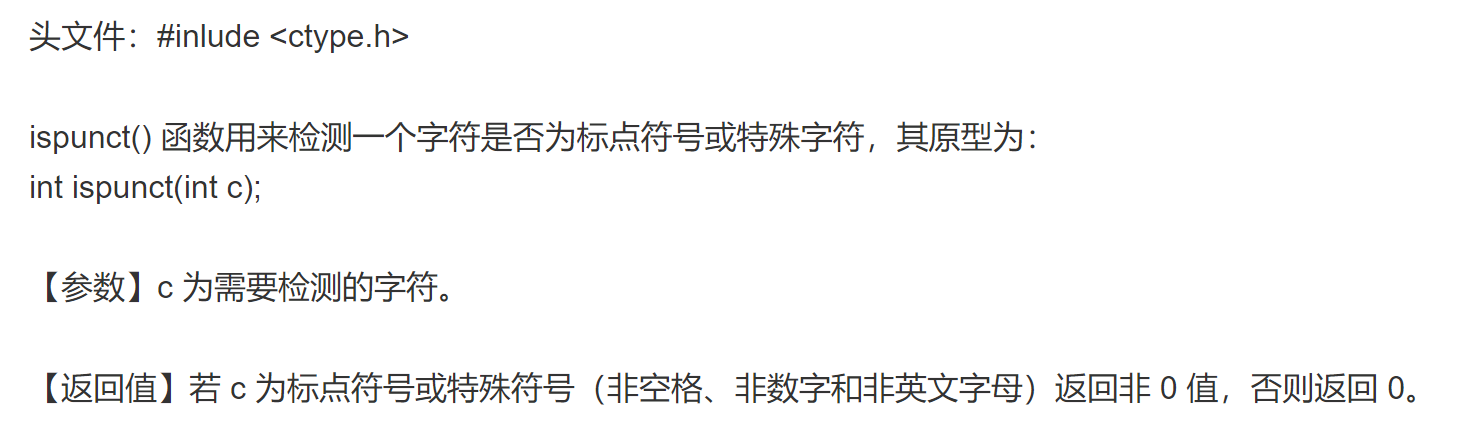 头文件：#inlude <ctype.h>
ispunct() 函数用来检测一个字符是否为标点符号或特殊字符，其原型为：
int ispunct(int c);
【参数】c 为需要检测的字符。
【返回值】若 c 为标点符号或特殊符号（非空格、非数字和非英文字母）返回非 0 值，否则返回 0。